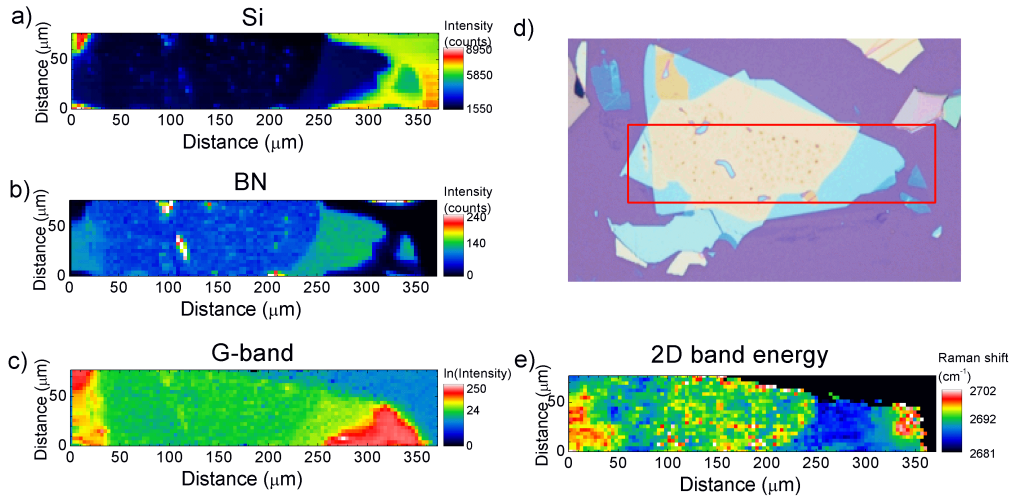 a)
Si
Intensity
(counts)
8950
5850
1550
Distance (μm)
50
0
0 50 100 150 200 250 300 350
Distance (μm)
b)
BN
Intensity
(counts)
240
140
0
Distance (μm)
50
0
0 50 100 150 200 250 300 350
Distance (μm)
c)
G-band
ln(Intensity)
250
24
0
Distance (μm)
50
0
0 50 100 150 200 250 300 350
Distance (μm)
d)
e)
2D band energy
Raman shift
(cm⁻¹)
2702
2692
2681
Distance (μm)
50
0
0 50 100 150 200 250 300 350
Distance (μm)